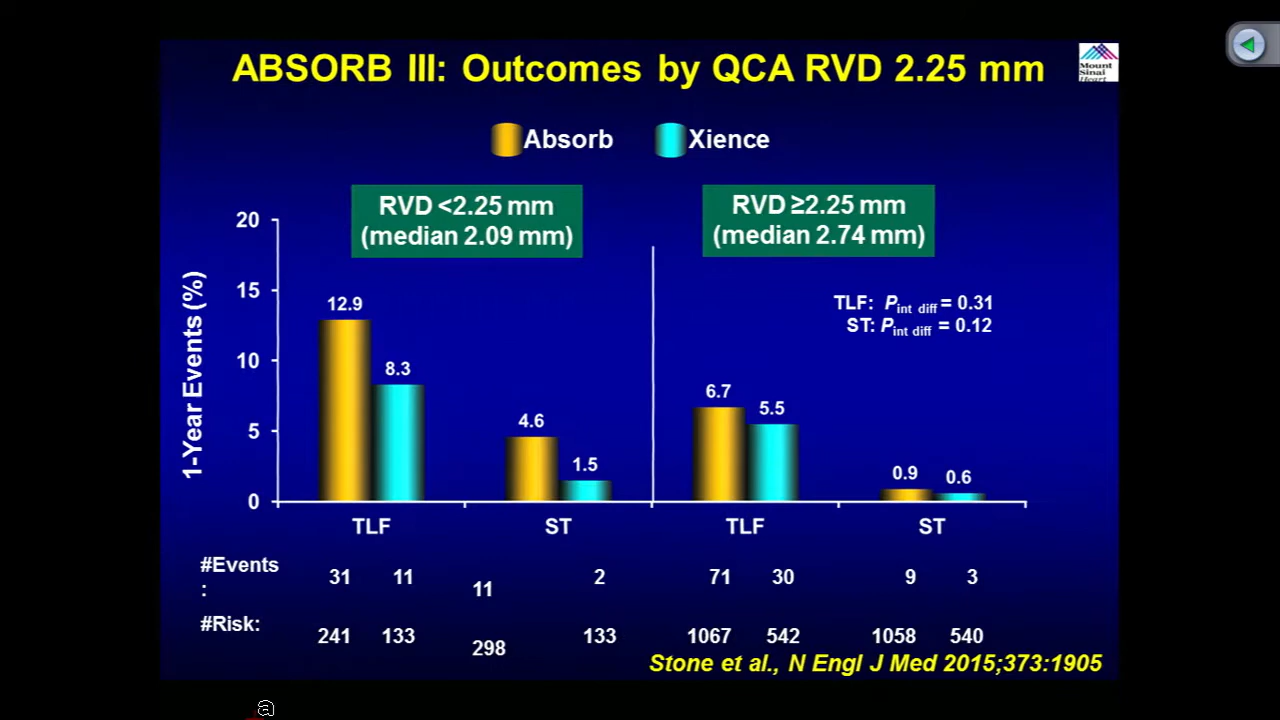 ABSORB III: Outcomes by QCA RVD 2.25 mm
Mount
Sinai
Heart
Absorb
Xience
RVD <2.25 mm
(median 2.09 mm)
RVD ≥2.25 mm
(median 2.74 mm)
1-Year Events (%)
20
15
10
5
0
12.9
8.3
4.6
1.5
6.7
5.5
0.9
0.6
TLF: Pint diff = 0.31
ST: Pint diff = 0.12
TLF ST TLF ST
#Events
:
31 11 11 2 71 30 9 3
#Risk:
241 133 298 133 1067 542 1058 540
Stone et al., N Engl J Med 2015;373:1905
a